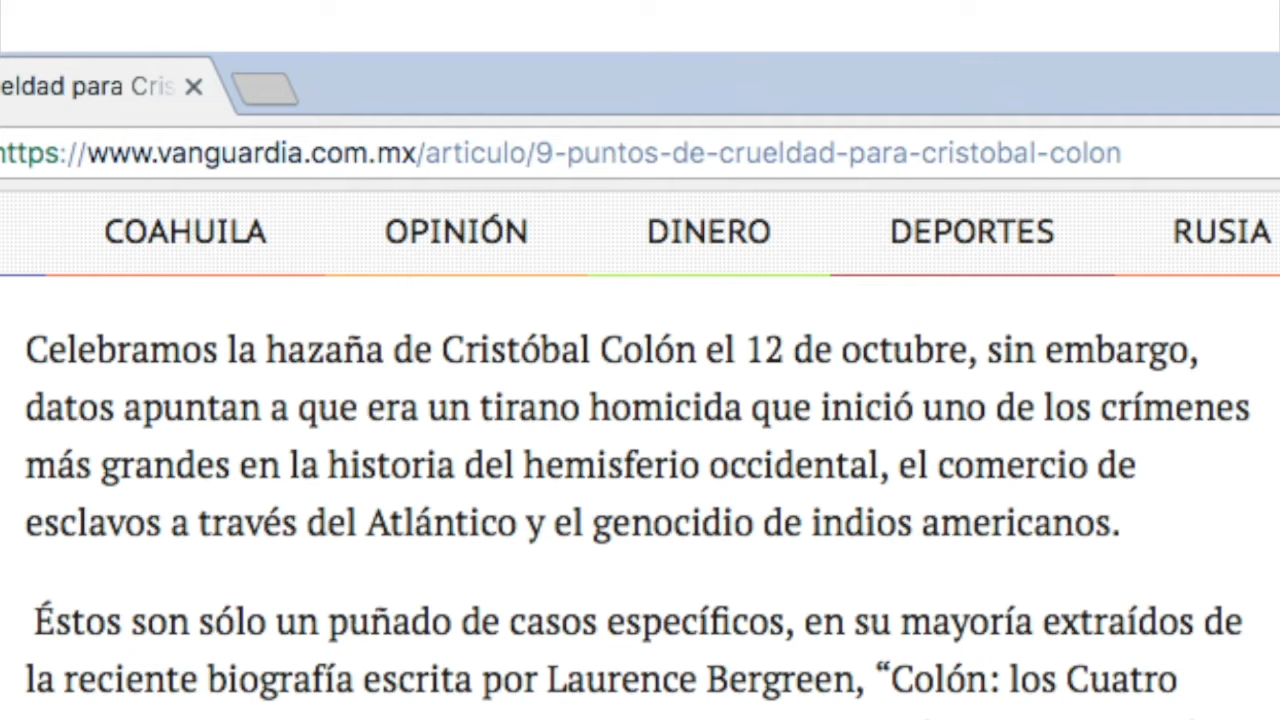 eldad para Cris
https://www.vanguardia.com.mx/articulo/9-puntos-de-crueldad-para-cristobal-colon
COAHUILA OPINIÓN DINERO DEPORTES RUSIA
Celebramos la hazaña de Cristóbal Colón el 12 de octubre, sin embargo,
datos apuntan a que era un tirano homicida que inició uno de los crímenes
más grandes en la historia del hemisferio occidental, el comercio de
esclavos a través del Atlántico y el genocidio de indios americanos.
Éstos son sólo un puñado de casos específicos, en su mayoría extraídos de
la reciente biografía escrita por Laurence Bergreen, “Colón: los Cuatro